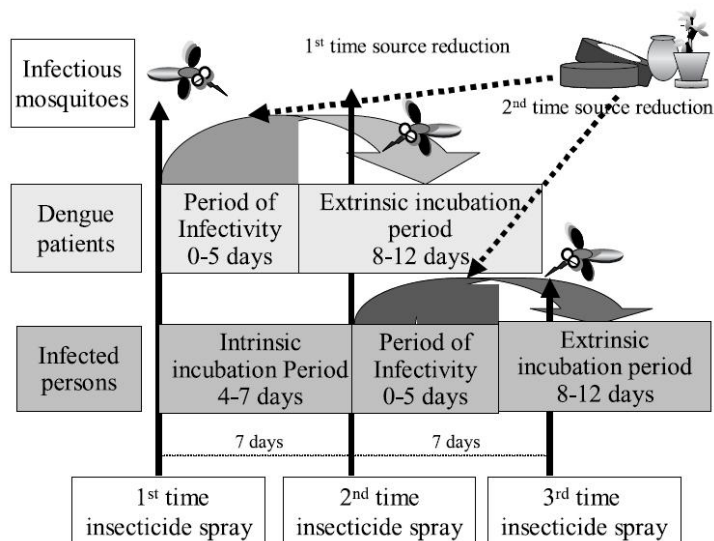 Infectious
mosquitoes
1st time source reduction
2nd time source reduction
Dengue
patients
Period of
Infectivity
0-5 days
Extrinsic incubation
period
8-12 days
Infected
persons
Intrinsic
incubation Period
4-7 days
Period of
Infectivity
0-5 days
Extrinsic
incubation period
8-12 days
7 days
7 days
1st time
insecticide spray
2nd time
insecticide spray
3rd time
insecticide spray